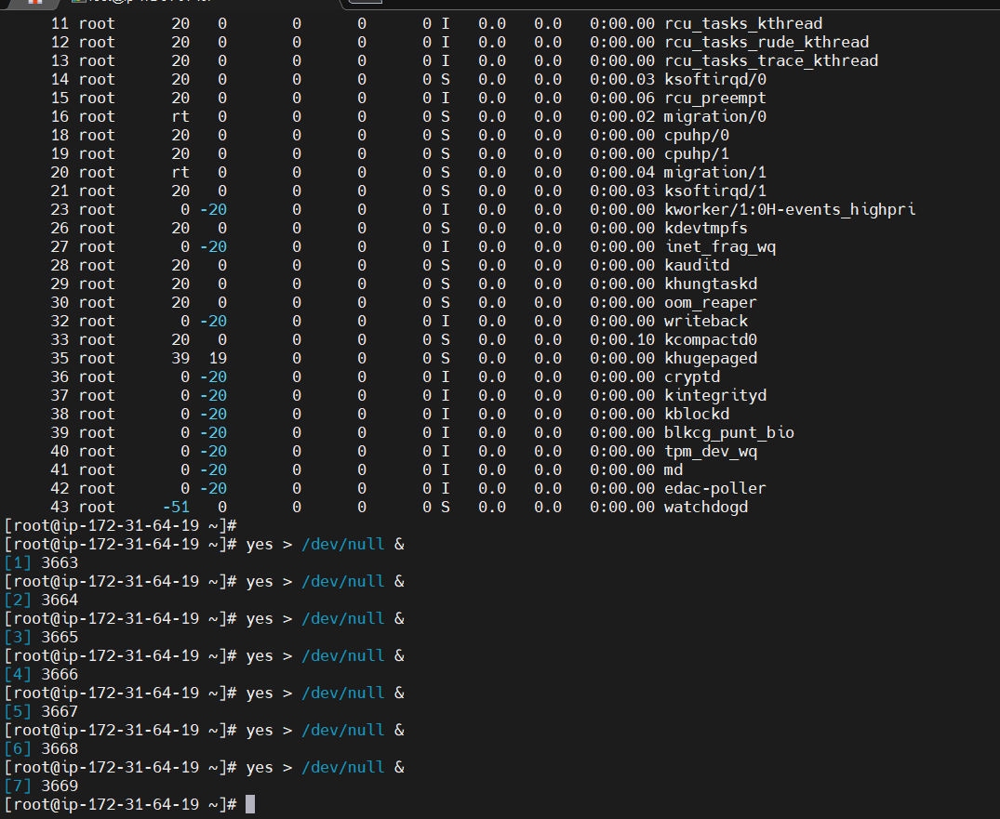 11 root 20 0 0 0 0 I 0.0 0.0 0:00.00 rcu_tasks_kthread
12 root 20 0 0 0 0 I 0.0 0.0 0:00.00 rcu_tasks_rude_kthread
13 root 20 0 0 0 0 I 0.0 0.0 0:00.00 rcu_tasks_trace_kthread
14 root 20 0 0 0 0 S 0.0 0.0 0:00.03 ksoftirqd/0
15 root 20 0 0 0 0 I 0.0 0.0 0:00.06 rcu_preempt
16 root rt 0 0 0 0 S 0.0 0.0 0:00.02 migration/0
18 root 20 0 0 0 0 S 0.0 0.0 0:00.00 cpuhp/0
19 root 20 0 0 0 0 S 0.0 0.0 0:00.00 cpuhp/1
20 root rt 0 0 0 0 S 0.0 0.0 0:00.04 migration/1
21 root 20 0 0 0 0 S 0.0 0.0 0:00.03 ksoftirqd/1
23 root 0 -20 0 0 0 I 0.0 0.0 0:00.00 kworker/1:0H-events_highpri
26 root 20 0 0 0 0 S 0.0 0.0 0:00.00 kdevtmpfs
27 root 0 -20 0 0 0 I 0.0 0.0 0:00.00 inet_frag_wq
28 root 20 0 0 0 0 S 0.0 0.0 0:00.00 kauditd
29 root 20 0 0 0 0 S 0.0 0.0 0:00.00 khungtaskd
30 root 20 0 0 0 0 S 0.0 0.0 0:00.00 oom_reaper
32 root 0 -20 0 0 0 I 0.0 0.0 0:00.00 writeback
33 root 20 0 0 0 0 S 0.0 0.0 0:00.10 kcompactd0
35 root 39 19 0 0 0 S 0.0 0.0 0:00.00 khugepaged
36 root 0 -20 0 0 0 I 0.0 0.0 0:00.00 cryptd
37 root 0 -20 0 0 0 I 0.0 0.0 0:00.00 kintegrityd
38 root 0 -20 0 0 0 I 0.0 0.0 0:00.00 kblockd
39 root 0 -20 0 0 0 I 0.0 0.0 0:00.00 blkcg_punt_bio
40 root 0 -20 0 0 0 I 0.0 0.0 0:00.00 tpm_dev_wq
41 root 0 -20 0 0 0 I 0.0 0.0 0:00.00 md
42 root 0 -20 0 0 0 I 0.0 0.0 0:00.00 edac-poller
43 root -51 0 0 0 0 S 0.0 0.0 0:00.00 watchdogd
[root@ip-172-31-64-19 ~]#
[root@ip-172-31-64-19 ~]# yes > /dev/null &
[1] 3663
[root@ip-172-31-64-19 ~]# yes > /dev/null &
[2] 3664
[root@ip-172-31-64-19 ~]# yes > /dev/null &
[3] 3665
[root@ip-172-31-64-19 ~]# yes > /dev/null &
[4] 3666
[root@ip-172-31-64-19 ~]# yes > /dev/null &
[5] 3667
[root@ip-172-31-64-19 ~]# yes > /dev/null &
[6] 3668
[root@ip-172-31-64-19 ~]# yes > /dev/null &
[7] 3669
[root@ip-172-31-64-19 ~]#